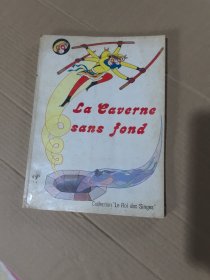 La Caverne
sans fond
Collection "Le Roi des Singes"